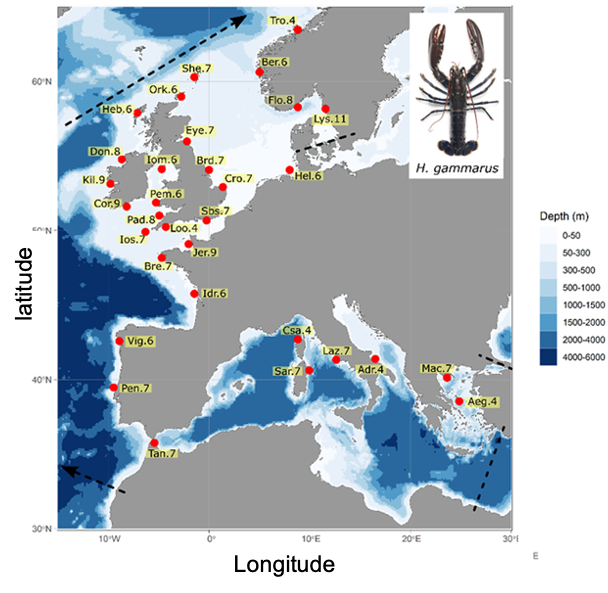 Tro.4
Ber.6
She.7
60°N
Ork.6
Flo.8
Heb.6
Lys.11
Eye.7
H. gammarus
Don.8
Iom.6
Brd.7
Hel.6
Kil.9
Cro.7
Pem.6
Cor.9
Sbs.7
Pad.8
Loo.4
Ios.7
Jer.9
Bre.7
Idr.6
Depth (m)
0-50
50-300
300-500
500-1000
1000-1500
1500-2000
2000-4000
4000-6000
latitude
Csa.4
Vig.6
Laz.7
Sar.7
Adr.4
Mac.7
40°N
Pen.7
Aeg.4
Tan.7
30°N
10°W
0°
10°E
20°E
30°
E
Longitude